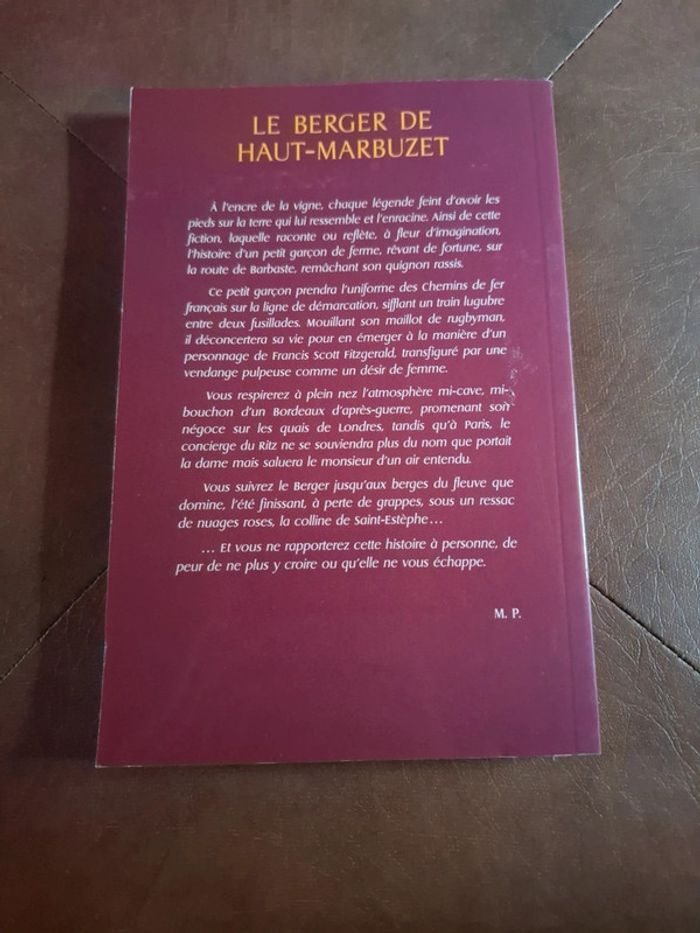 LE BERGER DE
HAUT-MARBUZET
À l'encre de la vigne, chaque légende feint d'avoir les
pieds sur la terre qui lui ressemble et l'enracine. Ainsi de cette
fiction, laquelle raconte ou reflète, à fleur d'imagination,
l'histoire d'un petit garçon de ferme, rêvant de fortune, sur
la route de Barbaste, remâchant son quignon rassis.
Ce petit garçon prendra l'uniforme des Chemins de fer
français sur la ligne de démarcation, sifflant un train lugubre
entre deux fusillades. Mouillant son maillot de rugbyman,
il déconcertera sa vie pour en émerger à la manière d'un
personnage de Francis Scott Fitzgerald, transfiguré par une
vendange pulpeuse comme un désir de femme.
Vous respirerez à plein nez l'atmosphère mi-cave, mi-
bouchon d'un Bordeaux d'après-guerre, promenant son
négoce sur les quais de Londres, tandis qu'à Paris, le
concierge du Ritz ne se souviendra plus du nom que portait
la dame mais saluera le monsieur d'un air entendu.
Vous suivrez le Berger jusqu'aux berges du fleuve que
domine, l'été finissant, à perte de grappes, sous un ressac
de nuages roses, la colline de Saint-Estèphe...
... Et vous ne rapporterez cette histoire à personne, de
peur de ne plus y croire ou qu'elle ne vous échappe.
M. P.